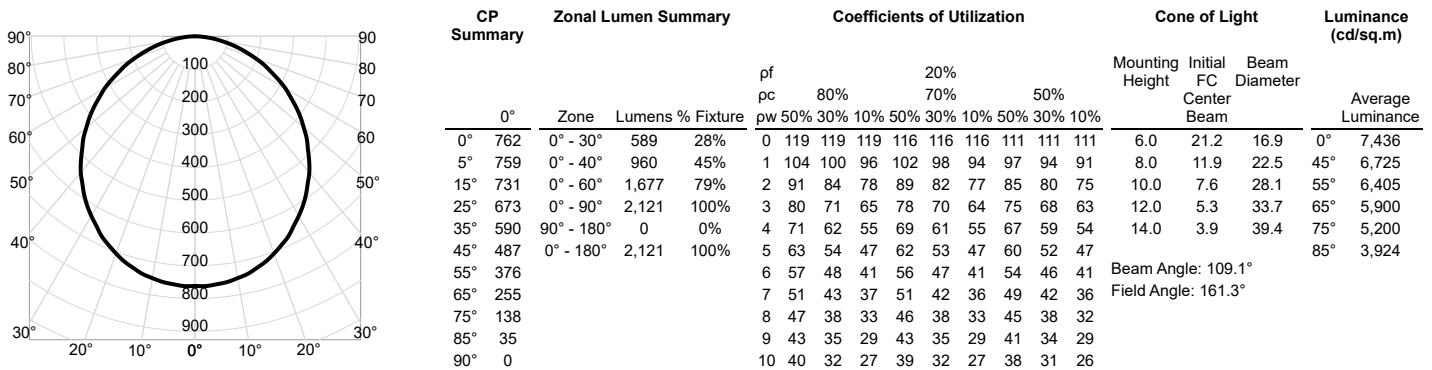 90° 90
80° 80
70° 70
60° 60
50° 50°
40° 40°
30° 30°
20° 10° 0° 10° 20°
100
200
300
400
500
600
700
800
900
CP Summary
0°
0° 762
5° 759
15° 731
25° 673
35° 590
45° 487
55° 376
65° 255
75° 138
85° 35
90° 0
Zonal Lumen Summary
Zone Lumens % Fixture
0° - 30° 589 28%
0° - 40° 960 45%
0° - 60° 1,677 79%
0° - 90° 2,121 100%
90° - 180° 0 0%
0° - 180° 2,121 100%
Coefficients of Utilization
ρf 20%
ρc 80% 70% 50%
ρw 50% 30% 10% 50% 30% 10% 50% 30% 10%
0 119 119 119 116 116 116 111 111 111
1 104 100 96 102 98 94 97 94 91
2 91 84 78 89 82 77 85 80 75
3 80 71 65 78 70 64 75 68 63
4 71 62 55 69 61 55 67 59 54
5 63 54 47 62 53 47 60 52 47
6 57 48 41 56 47 41 54 46 41
7 51 43 37 51 42 36 49 42 36
8 47 38 33 46 38 33 45 38 32
9 43 35 29 43 35 29 41 34 29
10 40 32 27 39 32 27 38 31 26
Cone of Light
Mounting Height Initial FC Center Beam Beam Diameter
6.0 21.2 16.9
8.0 11.9 22.5
10.0 7.6 28.1
12.0 5.3 33.7
14.0 3.9 39.4
Beam Angle: 109.1°
Field Angle: 161.3°
Luminance
(cd/sq.m)
Average
Luminance
0° 7,436
45° 6,725
55° 6,405
65° 5,900
75° 5,200
85° 3,924